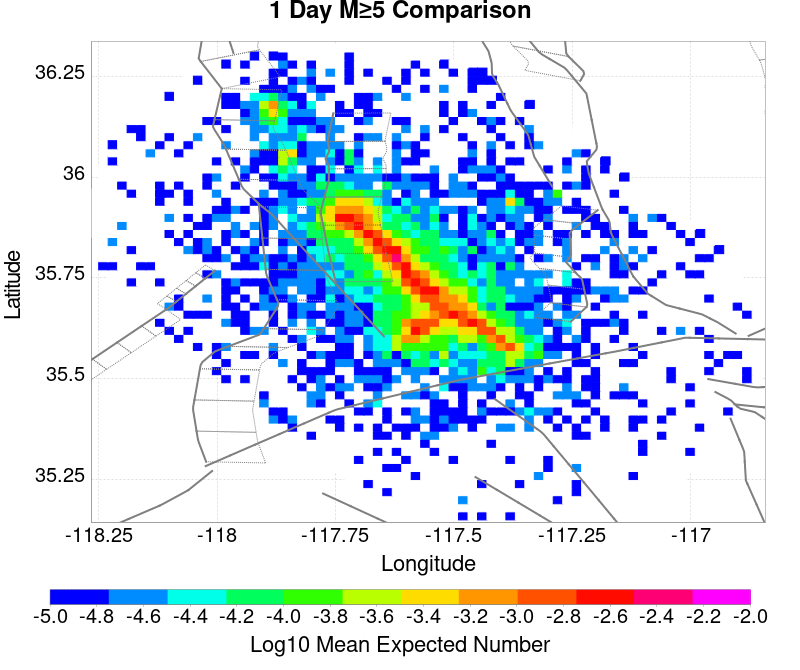 1 Day M≥5 Comparison
36.25
36
35.75
35.5
35.25
Latitude
-118.25 -118 -117.75 -117.5 -117.25 -117
Longitude
-5.0 -4.8 -4.6 -4.4 -4.2 -4.0 -3.8 -3.6 -3.4 -3.2 -3.0 -2.8 -2.6 -2.4 -2.2 -2.0
Log10 Mean Expected Number